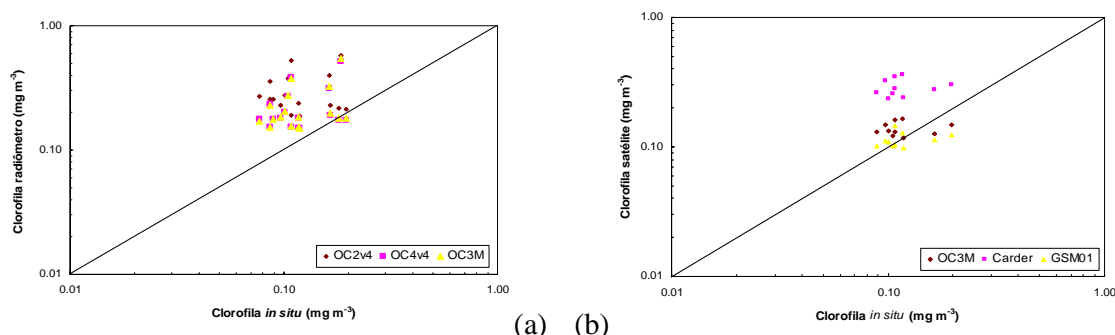 1.00
0.10
0.01
0.01 0.10 1.00
Clorofila radiômetro (mg m-3)
Clorofila in situ (mg m-3)
OC2v4 OC4v4 OC3M
(a)
1.00
0.10
0.01
0.01 0.10 1.00
Clorofila satélite (mg m-3)
Clorofila in situ (mg m-3)
OC3M Carder GSM01
(b)